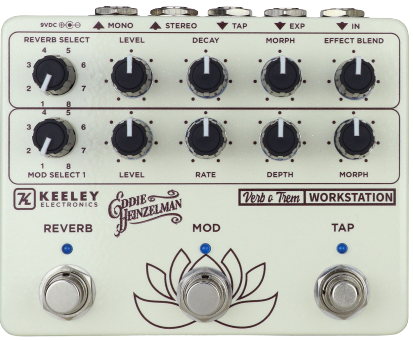 9VDC MONO STEREO TAP EXP IN
REVERB SELECT LEVEL DECAY MORPH EFFECT BLEND
4 5
3 6
2 7
1 8
4 5
3 6
2 7
1 8
MOD SELECT 1 LEVEL RATE DEPTH MORPH
KEELEY
ELECTRONICS
EDDIE
HEINZELMAN
Verb o Trem WORKSTATION
REVERB MOD TAP